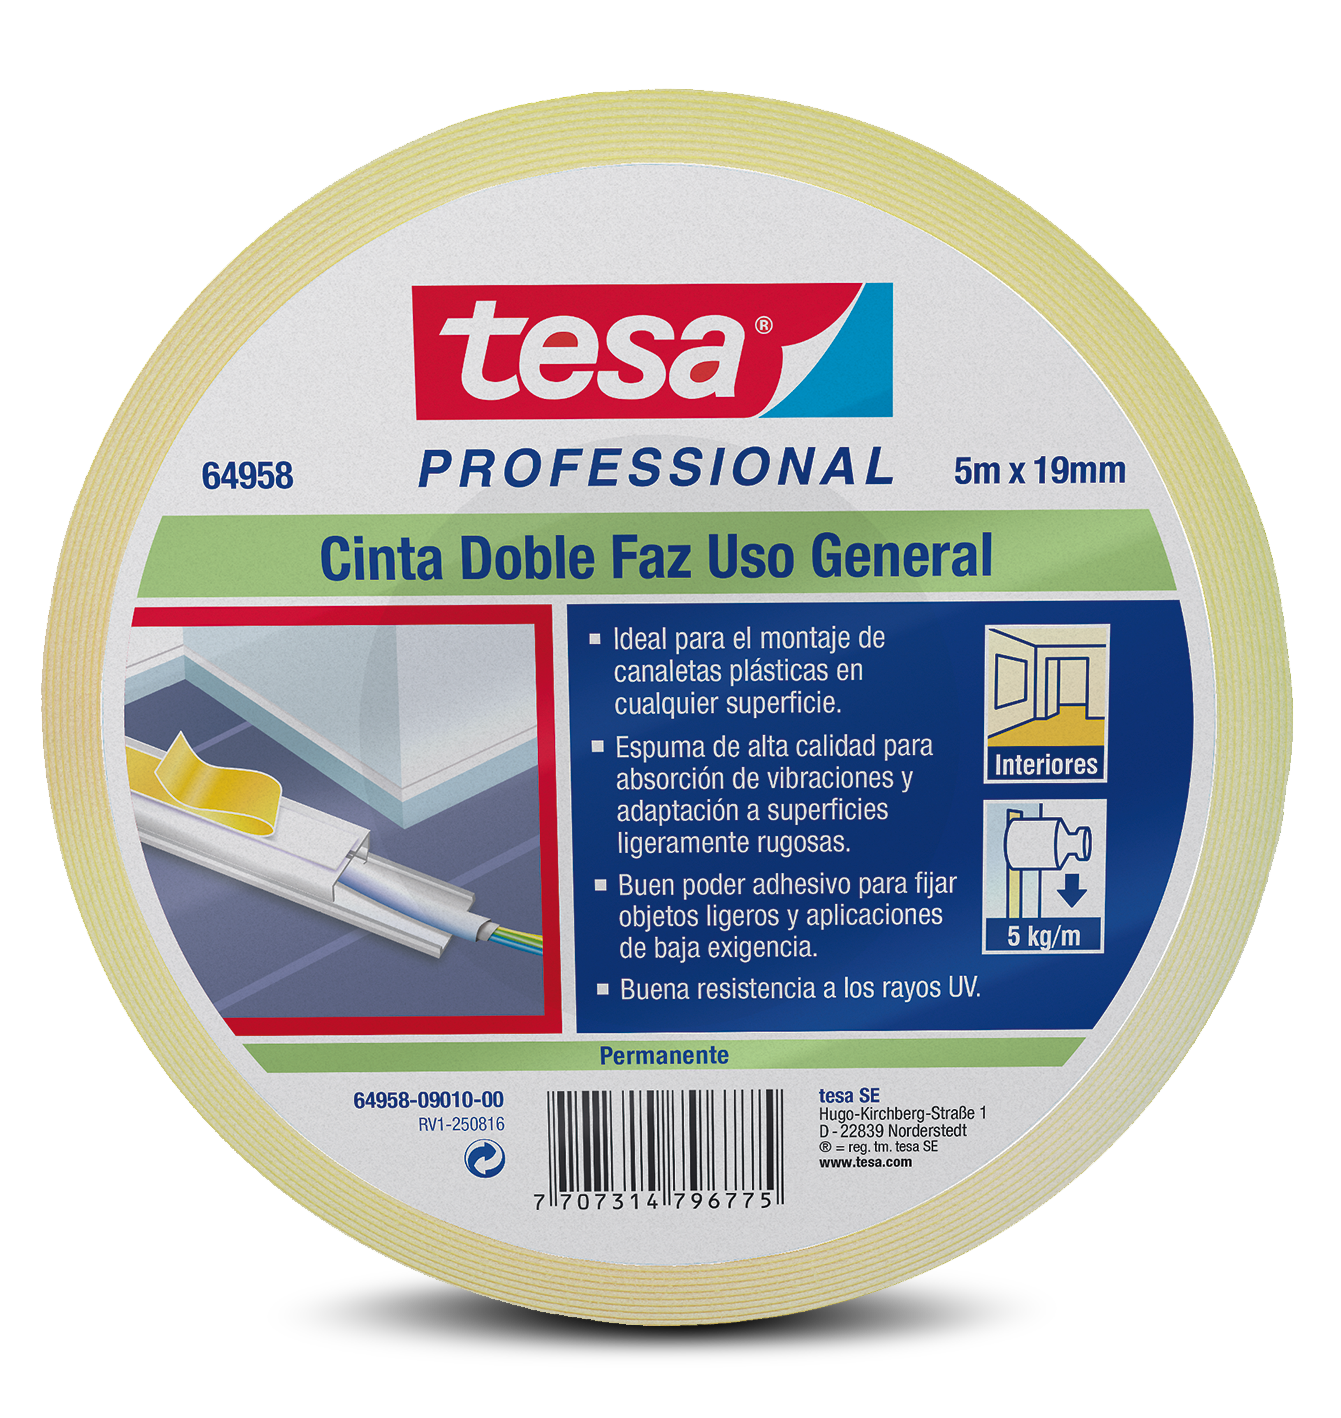 tesa®
64958
PROFESSIONAL
5m x 19mm
Cinta Doble Faz Uso General
▪ Ideal para el montaje de
canaletas plásticas en
cualquier superficie.
▪ Espuma de alta calidad para
absorción de vibraciones y
adaptación a superficies
ligeramente rugosas.
▪ Buen poder adhesivo para fijar
objetos ligeros y aplicaciones
de baja exigencia.
▪ Buena resistencia a los rayos UV.
Interiores
5 kg/m
Permanente
64958-09010-00
RV1-250816
7 707314 796775
tesa SE
Hugo-Kirchberg-Straße 1
D - 22839 Norderstedt
® = reg. tm. tesa SE
www.tesa.com